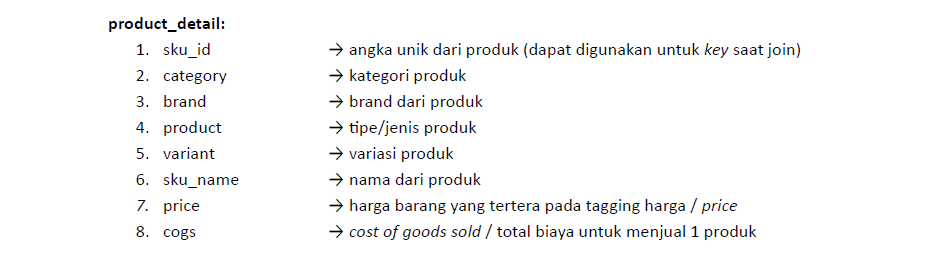 product_detail:
1. sku_id → angka unik dari produk (dapat digunakan untuk key saat join)
2. category → kategori produk
3. brand → brand dari produk
4. product → tipe/jenis produk
5. variant → variasi produk
6. sku_name → nama dari produk
7. price → harga barang yang tertera pada tagging harga / price
8. cogs → cost of goods sold / total biaya untuk menjual 1 produk